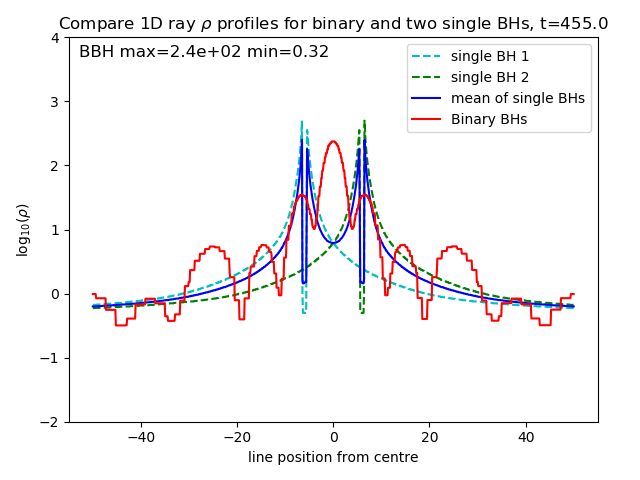 Compare 1D ray ρ profiles for binary and two single BHs, t=455.0
BBH max=2.4e+02 min=0.32
single BH 1
single BH 2
mean of single BHs
Binary BHs
log₁₀(ρ)
4
3
2
1
0
−1
−2
−40
−20
0
20
40
line position from centre